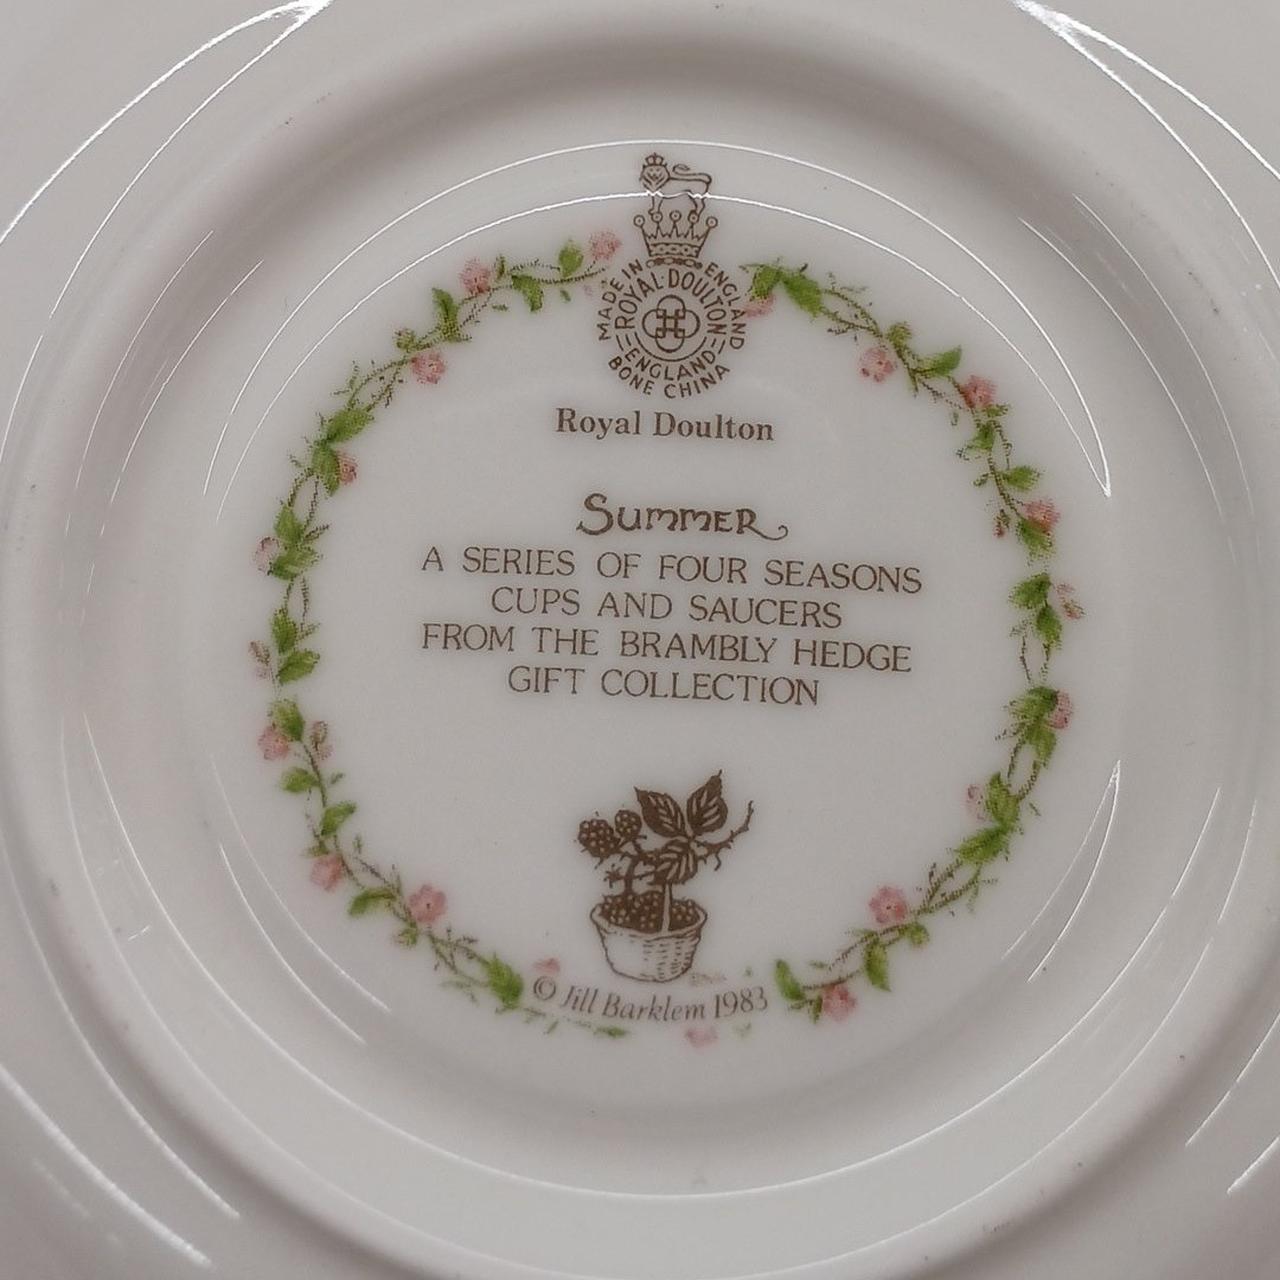 MADE IN ENGLAND
ROYAL DOULTON
ENGLAND
BONE CHINA
Royal Doulton
Summer
A SERIES OF FOUR SEASONS
CUPS AND SAUCERS
FROM THE BRAMBLY HEDGE
GIFT COLLECTION
© Jill Barklem 1983